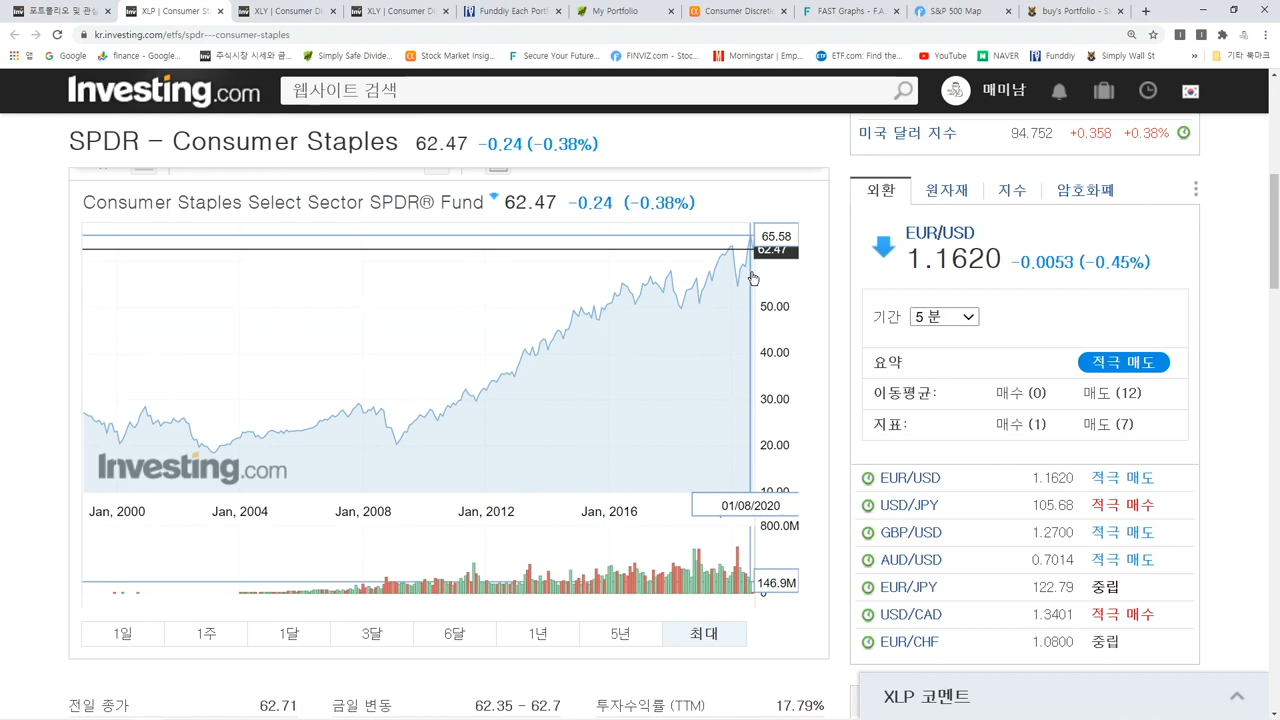 포트폴리오 및 관심
XLP | Consumer St
XLY | Consumer Di
XLY | Consumer Di
Funddly Each Portf
My Portfolio
Consumer Discretio
FAST Graphs - F.A
S&P 500 Map
buy's Portfolio - Si
kr.investing.com/etfs/spdr---consumer-staples
앱
Google
finance - Google...
주식시장 시세와 금...
Simply Safe Divide...
Stock Market Insig...
Secure Your Future...
FINVIZ.com - Stoc...
Morningstar | Emp...
ETF.com: Find the...
YouTube
NAVER
Funddly
Simply Wall St
»
기타 북마크
Investing.com
웹사이트 검색
매미남
SPDR - Consumer Staples 62.47 -0.24 (-0.38%)
Consumer Staples Select Sector SPDR® Fund 62.47 -0.24 (-0.38%)
65.58
62.47
50.00
40.00
30.00
20.00
10.00
Investing.com
Jan, 2000
Jan, 2004
Jan, 2008
Jan, 2012
Jan, 2016
01/08/2020
800.0M
146.9M
0
1일
1주
1달
3달
6달
1년
5년
최대
전일 종가 62.71
금일 변동 62.35 - 62.7
투자수익률 (TTM) 17.79%
미국 달러 지수 94.752 +0.358 +0.38%
외환
원자재
지수
암호화폐
EUR/USD
1.1620 -0.0053 (-0.45%)
기간 5 분
요약 적극 매도
이동평균: 매수 (0) 매도 (12)
지표: 매수 (1) 매도 (7)
EUR/USD 1.1620 적극 매도
USD/JPY 105.68 적극 매수
GBP/USD 1.2700 적극 매도
AUD/USD 0.7014 적극 매도
EUR/JPY 122.79 중립
USD/CAD 1.3401 적극 매수
EUR/CHF 1.0800 중립
XLP 코멘트